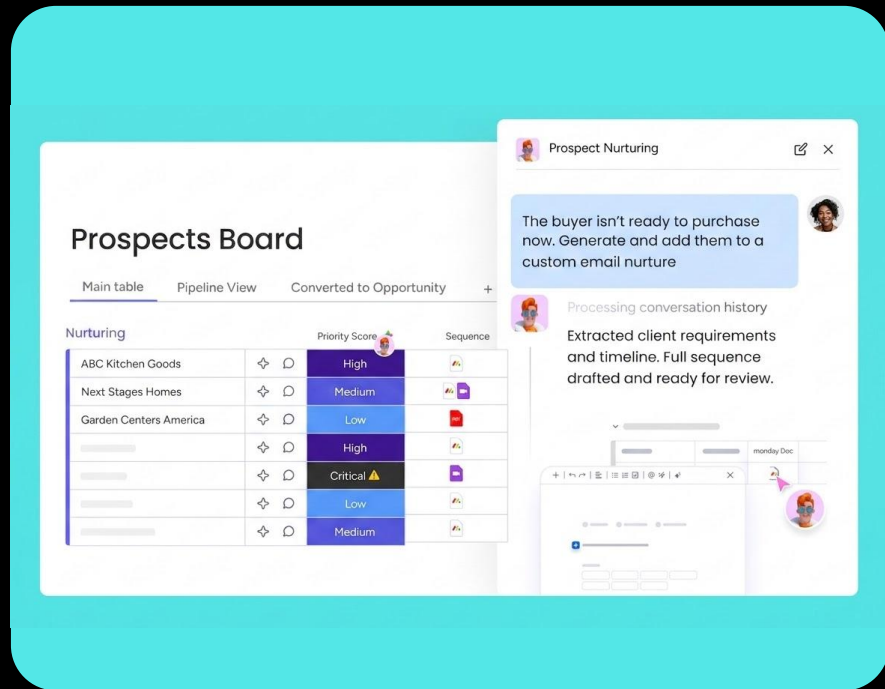 Prospect Nurturing
The buyer isn't ready to purchase
now. Generate and add them to a
custom email nurture
Processing conversation history
Extracted client requirements
and timeline. Full sequence
drafted and ready for review.
monday Doc
Prospects Board
Main table
Pipeline View
Converted to Opportunity
+
Nurturing
Priority Score
Sequence
ABC Kitchen Goods
High
Next Stages Homes
Medium
Garden Centers America
Low
High
Critical
Low
Medium